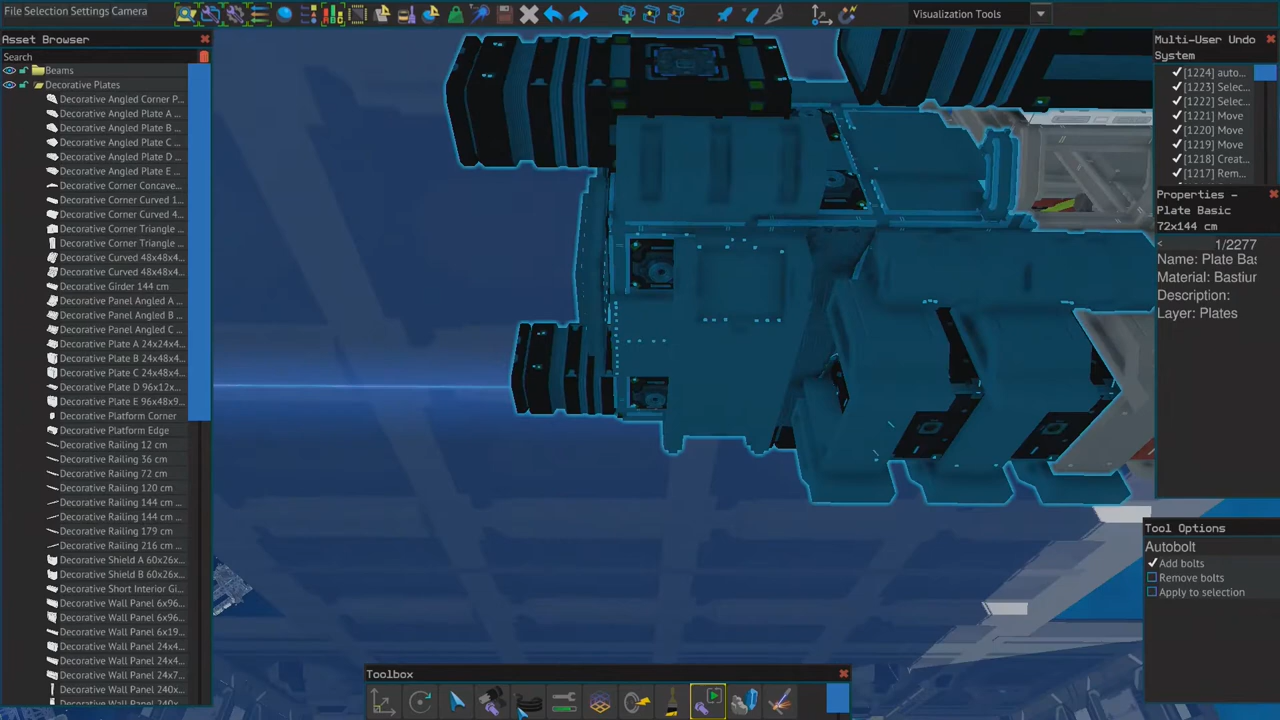 File Selection Settings Camera
Visualization Tools
Asset Browser
Search
Beams
Decorative Plates
Decorative Angled Corner P...
Decorative Angled Plate A ...
Decorative Angled Plate B ...
Decorative Angled Plate C ...
Decorative Angled Plate D ...
Decorative Angled Plate E ...
Decorative Corner Concave...
Decorative Corner Curved 1...
Decorative Corner Curved 4...
Decorative Corner Triangle ...
Decorative Corner Triangle ...
Decorative Curved 48x48x4...
Decorative Curved 48x48x4...
Decorative Girder 144 cm
Decorative Panel Angled A ...
Decorative Panel Angled B ...
Decorative Panel Angled C ...
Decorative Plate A 24x24x4...
Decorative Plate B 24x48x4...
Decorative Plate C 24x48x4...
Decorative Plate D 96x12x...
Decorative Plate E 96x48x9...
Decorative Platform Corner
Decorative Platform Edge
Decorative Railing 12 cm
Decorative Railing 36 cm
Decorative Railing 72 cm
Decorative Railing 120 cm
Decorative Railing 144 cm ...
Decorative Railing 144 cm ...
Decorative Railing 179 cm
Decorative Railing 216 cm ...
Decorative Shield A 60x26x...
Decorative Shield B 60x26x...
Decorative Short Interior Gi...
Decorative Wall Panel 6x96...
Decorative Wall Panel 6x96...
Decorative Wall Panel 6x19...
Decorative Wall Panel 24x4...
Decorative Wall Panel 24x4...
Decorative Wall Panel 24x7...
Decorative Wall Panel 240x...
Decorative Wall Panel 240x...
Multi-User Undo
System
[1224] auto...
[1223] Selec...
[1222] Selec...
[1221] Move
[1220] Move
[1219] Move
[1218] Creat...
[1217] Rem...
Properties -
Plate Basic
72x144 cm
< 1/2277
Name: Plate Bas
Material: Bastiun
Description:
Layer: Plates
Tool Options
Autobolt
Add bolts
Remove bolts
Apply to selection
Toolbox